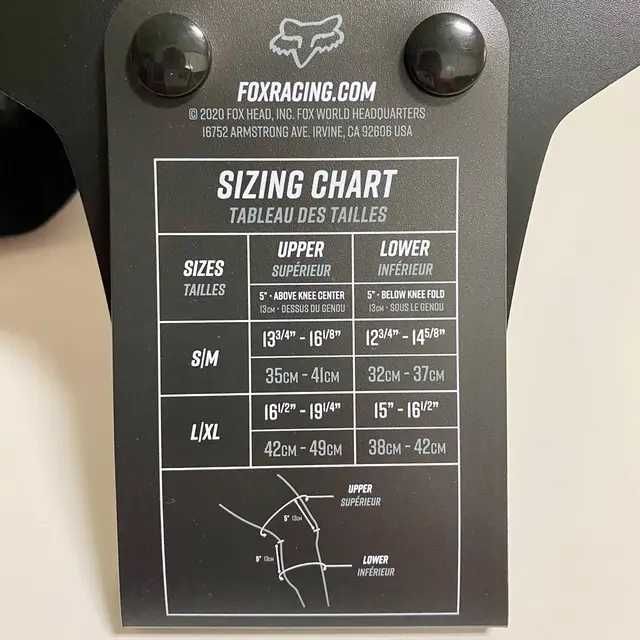 FOXRACING.COM
© 2020 FOX HEAD, INC. FOX WORLD HEADQUARTERS
16752 ARMSTRONG AVE. IRVINE, CA 92606 USA
SIZING CHART
TABLEAU DES TAILLES
SIZES
TAILLES
UPPER
SUPÉRIEUR
LOWER
INFÉRIEUR
5" - ABOVE KNEE CENTER
13CM - DESSUS DU GENOU
5" - BELOW KNEE FOLD
13CM - SOUS LE GENOU
S/M
13 3/4" - 16 1/8"
12 3/4" - 14 5/8"
35CM - 41CM
32CM - 37CM
L/XL
16 1/2" - 19 1/4"
15" - 16 1/2"
42CM - 49CM
38CM - 42CM
UPPER
SUPÉRIEUR
5" 13CM
5" 13CM
LOWER
INFÉRIEUR